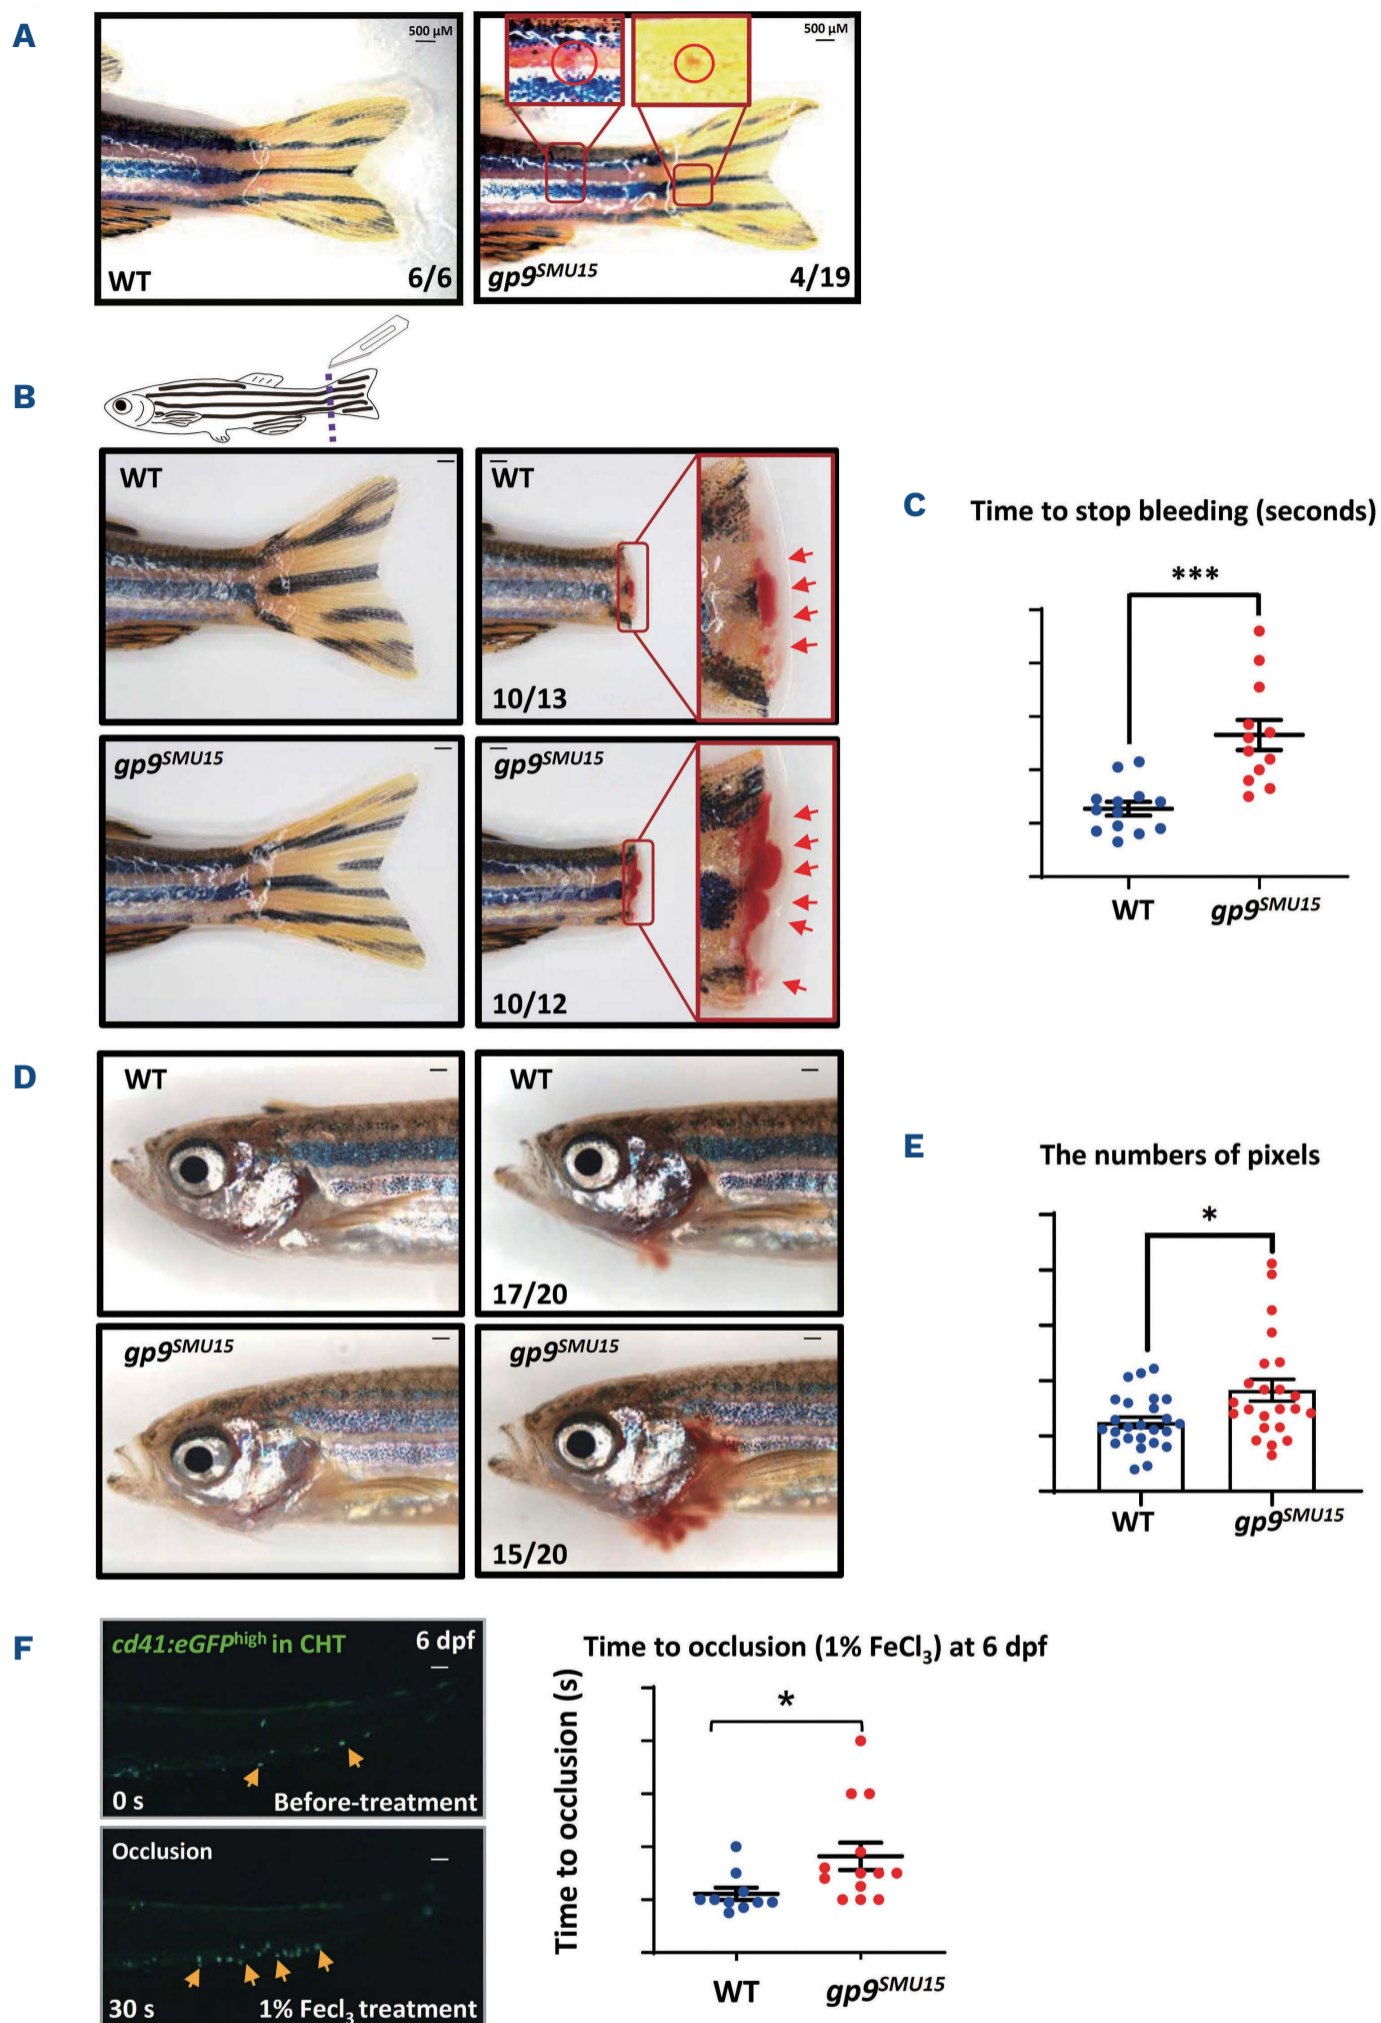 A
500 μM
WT
6/6
500 μM
gp9SMU15
4/19
B
WT
WT
10/13
gp9SMU15
gp9SMU15
10/12
C
Time to stop bleeding (seconds)
***
WT
gp9SMU15
D
WT
WT
17/20
gp9SMU15
gp9SMU15
15/20
E
The numbers of pixels
*
WT
gp9SMU15
F
cd41:eGFPhigh in CHT
6 dpf
0 s
Before-treatment
Occlusion
30 s
1% Fecl3 treatment
Time to occlusion (1% FeCl3) at 6 dpf
Time to occlusion (s)
*
WT
gp9SMU15